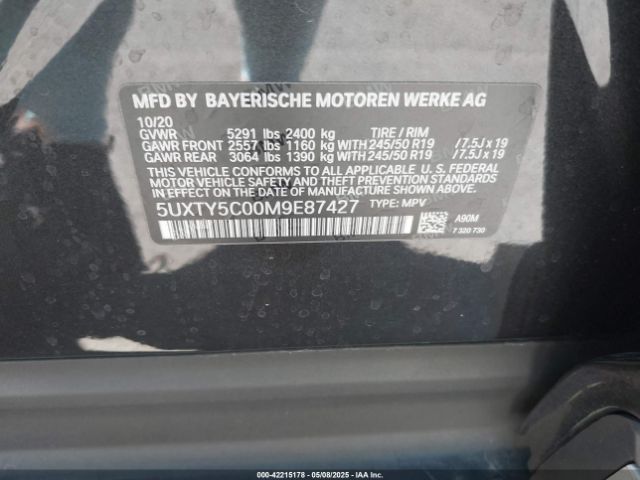 MFD BY BAYERISCHE MOTOREN WERKE AG
10/20
GVWR 5291 lbs 2400 kg TIRE / RIM
GAWR FRONT 2557 lbs 1160 kg WITH 245/50 R19 /7.5J x 19
GAWR REAR 3064 lbs 1390 kg WITH 245/50 R19 /7.5J x 19
THIS VEHICLE CONFORMS TO ALL APPLICABLE U. S. FEDERAL
MOTOR VEHICLE SAFETY, BUMPER, AND THEFT PREVENTION
STANDARDS IN EFFECT ON THE DATE OF MANUFACTURE SHOWN ABOVE.
5UXTY5C00M9E87427 TYPE: MPV
A90M
7 320 730
000-42215178 - 05/08/2025 - IAAI.COM